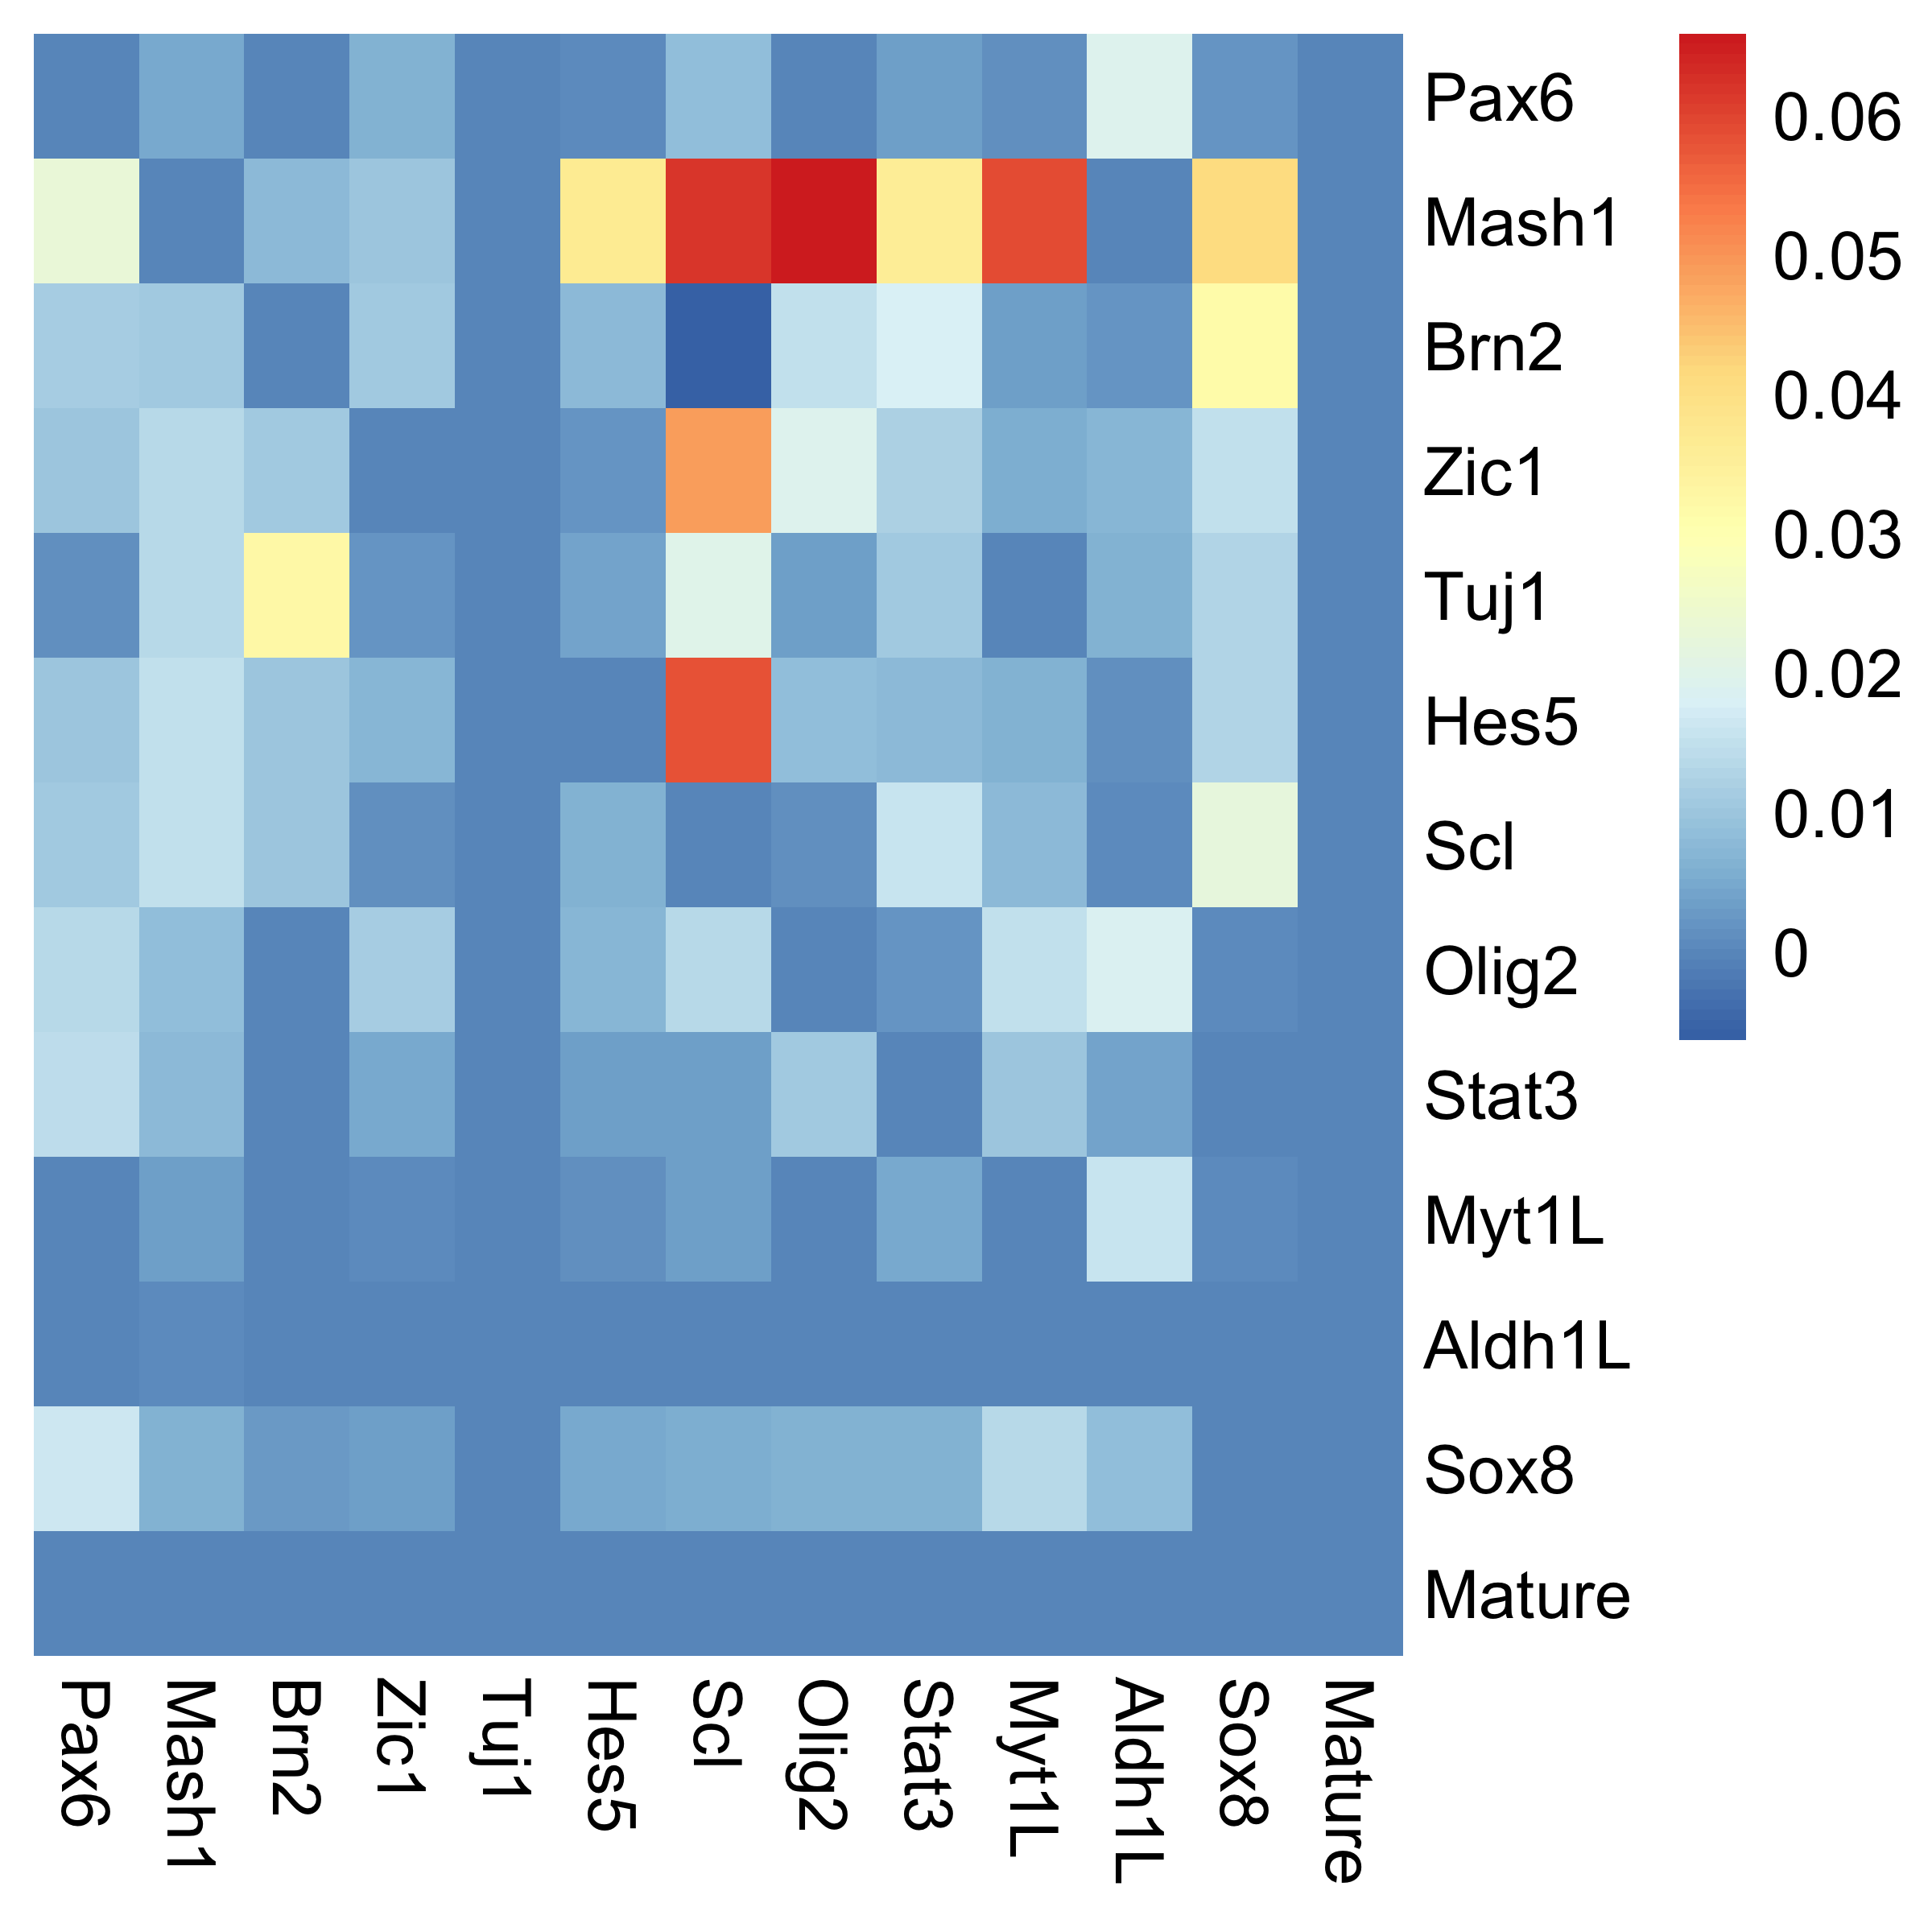 Pax6
Mash1
Brn2
Zic1
Tuj1
Hes5
Scl
Olig2
Stat3
Myt1L
Aldh1L
Sox8
Mature
0.06
0.05
0.04
0.03
0.02
0.01
0
Pax6
Mash1
Brn2
Zic1
Tuj1
Hes5
Scl
Olig2
Stat3
Myt1L
Aldh1L
Sox8
Mature